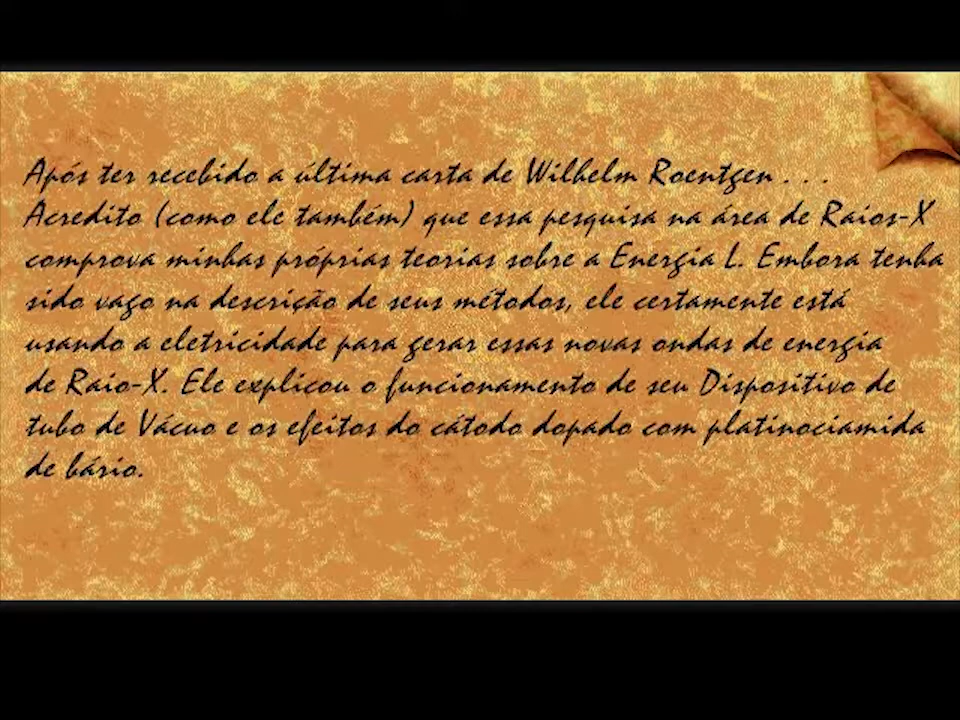 Após ter recebido a última carta de Wilhelm Roentgen . . .
Acredito (como ele também) que essa pesquisa na área de Raios-X
comprova minhas próprias teorias sobre a Energia L. Embora tenha
sido vago na descrição de seus métodos, ele certamente está
usando a eletricidade para gerar essas novas ondas de energia
de Raio-X. Ele explicou o funcionamento de seu Dispositivo de
tubo de Vácuo e os efeitos do cátodo dopado com platinociamida
de bário.